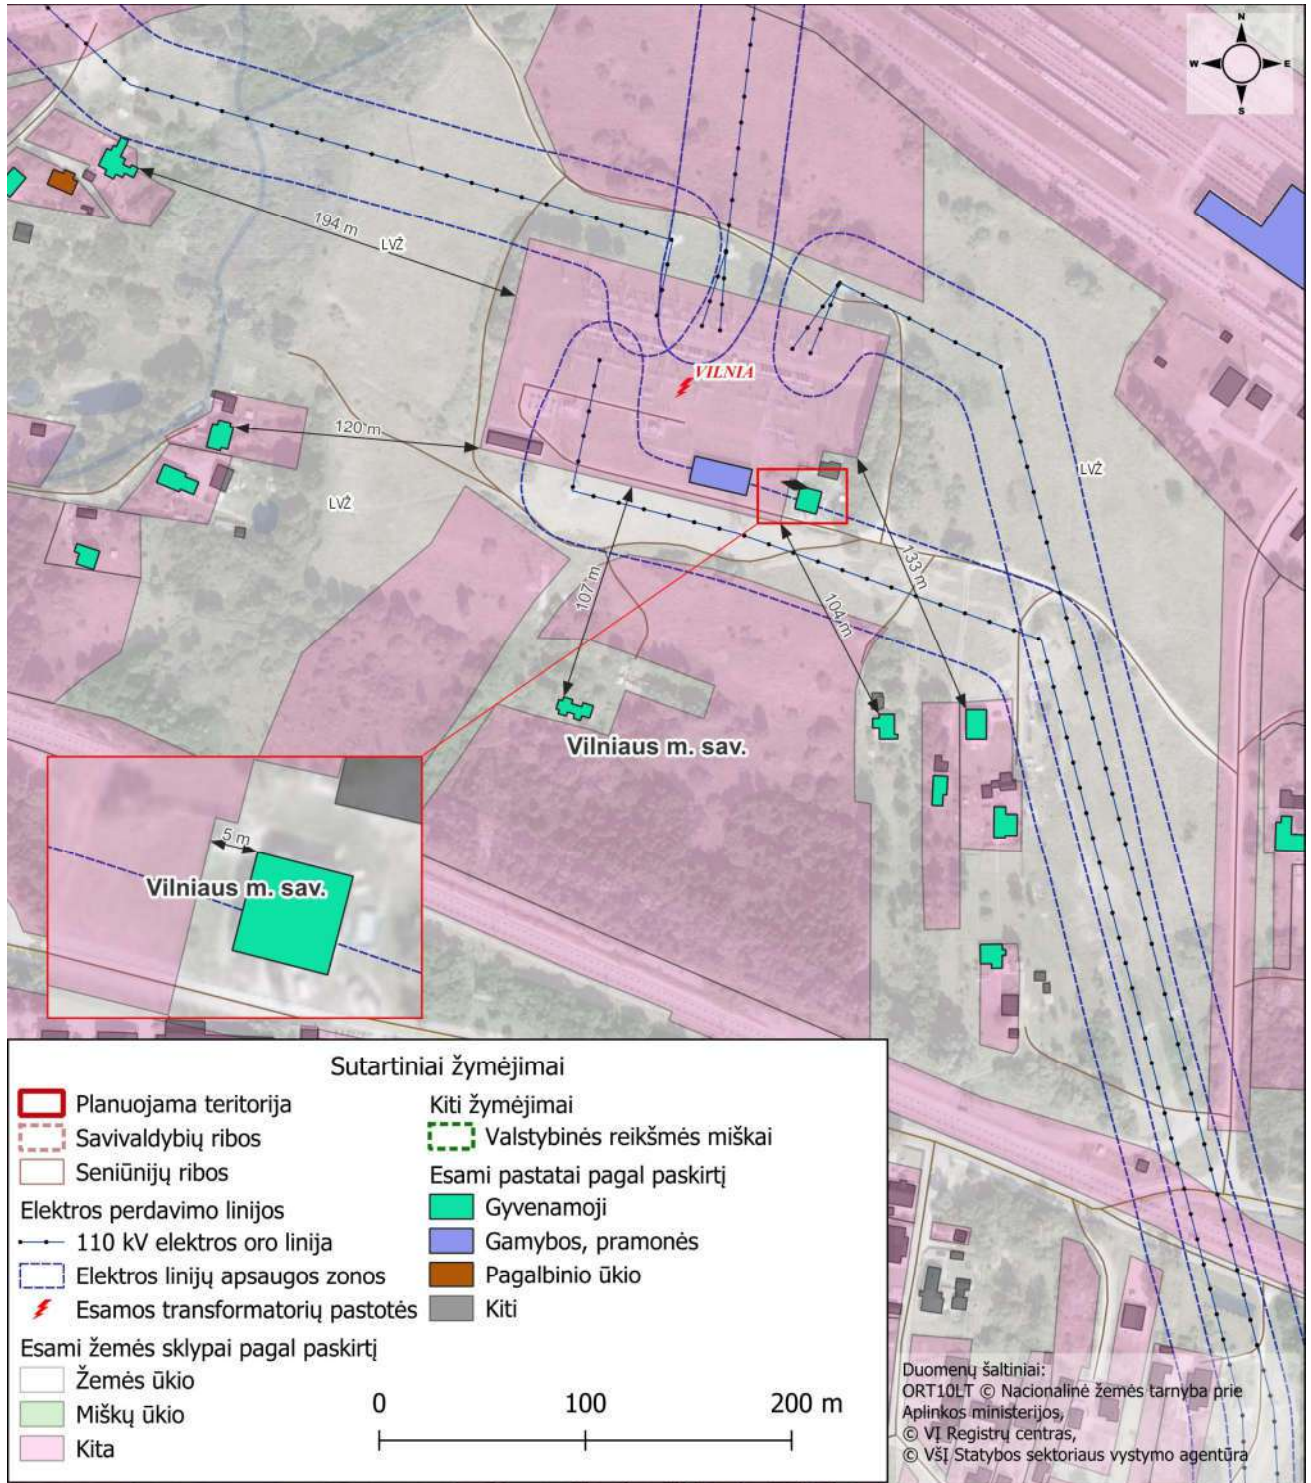 N
W E
S
194 m
LVŽ
VILNIA
120 m
LVŽ
LVŽ
107 m
104 m
133 m
Vilniaus m. sav.
5 m
Vilniaus m. sav.
Sutartiniai žymėjimai
Planuojama teritorija
Savivaldybių ribos
Seniūnijų ribos
Elektros perdavimo linijos
110 kV elektros oro linija
Elektros linijų apsaugos zonos
Esamos transformatorių pastotės
Esami žemės sklypai pagal paskirtį
Žemės ūkio
Miškų ūkio
Kita
Kiti žymėjimai
Valstybinės reikšmės miškai
Esami pastatai pagal paskirtį
Gyvenamoji
Gamybos, pramonės
Pagalbinio ūkio
Kiti
0 100 200 m
Duomenų šaltiniai:
ORT10LT © Nacionalinė žemės tarnyba prie
Aplinkos ministerijos,
© VĮ Registrų centras,
© VšĮ Statybos sektoriaus vystymo agentūra